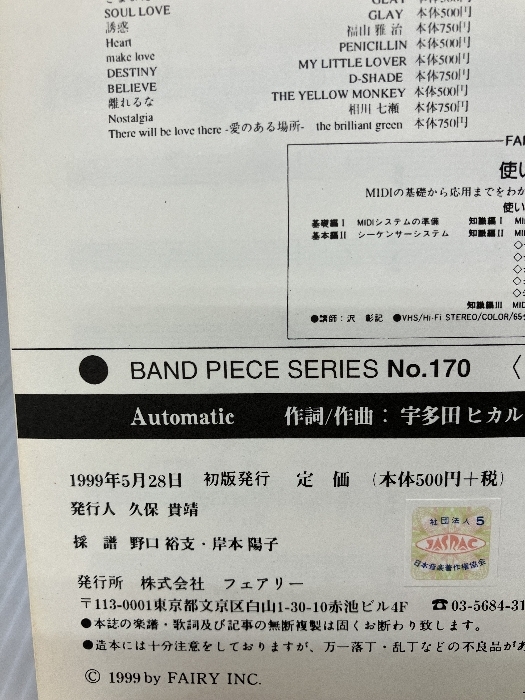 SOUL LOVE GLAY 本体500円
誘惑 福山雅治 本体750円
Heart PENICILLIN 本体500円
make love MY LITTLE LOVER 本体500円
DESTINY D-SHADE 本体750円
BELIEVE THE YELLOW MONKEY 本体500円
離れるな 相川七瀬 本体750円
Nostalgia the brilliant green 本体750円
There will be love there -愛のある場所-
使い
MIDIの基礎から応用までをわか
使い
基礎編Ⅰ MIDIシステムの準備 知識編Ⅰ
基本編Ⅱ シーケンサーシステム 知識編Ⅱ
知識編Ⅲ
●講師：沢 彰記 ●VHS/Hi-Fi STEREO/COLOR/65
● BAND PIECE SERIES No.170
Automatic 作詞/作曲：宇多田ヒカル
1999年5月28日 初版発行 定価 （本体500円＋税）
発行人 久保貴靖
採譜 野口裕支・岸本陽子
社団法人 5
JASRAC
日本音楽著作権協会
発行所 株式会社 フェアリー
〒113-0001東京都文京区白山1-30-10赤池ビル4F ☎03-5684-31
●本誌の楽譜・歌詞及び記事の無断複製は固くお断わり致します。
●造本には十分注意をしておりますが、万一落丁・乱丁などの不良品があ
© 1999 by FAIRY INC.